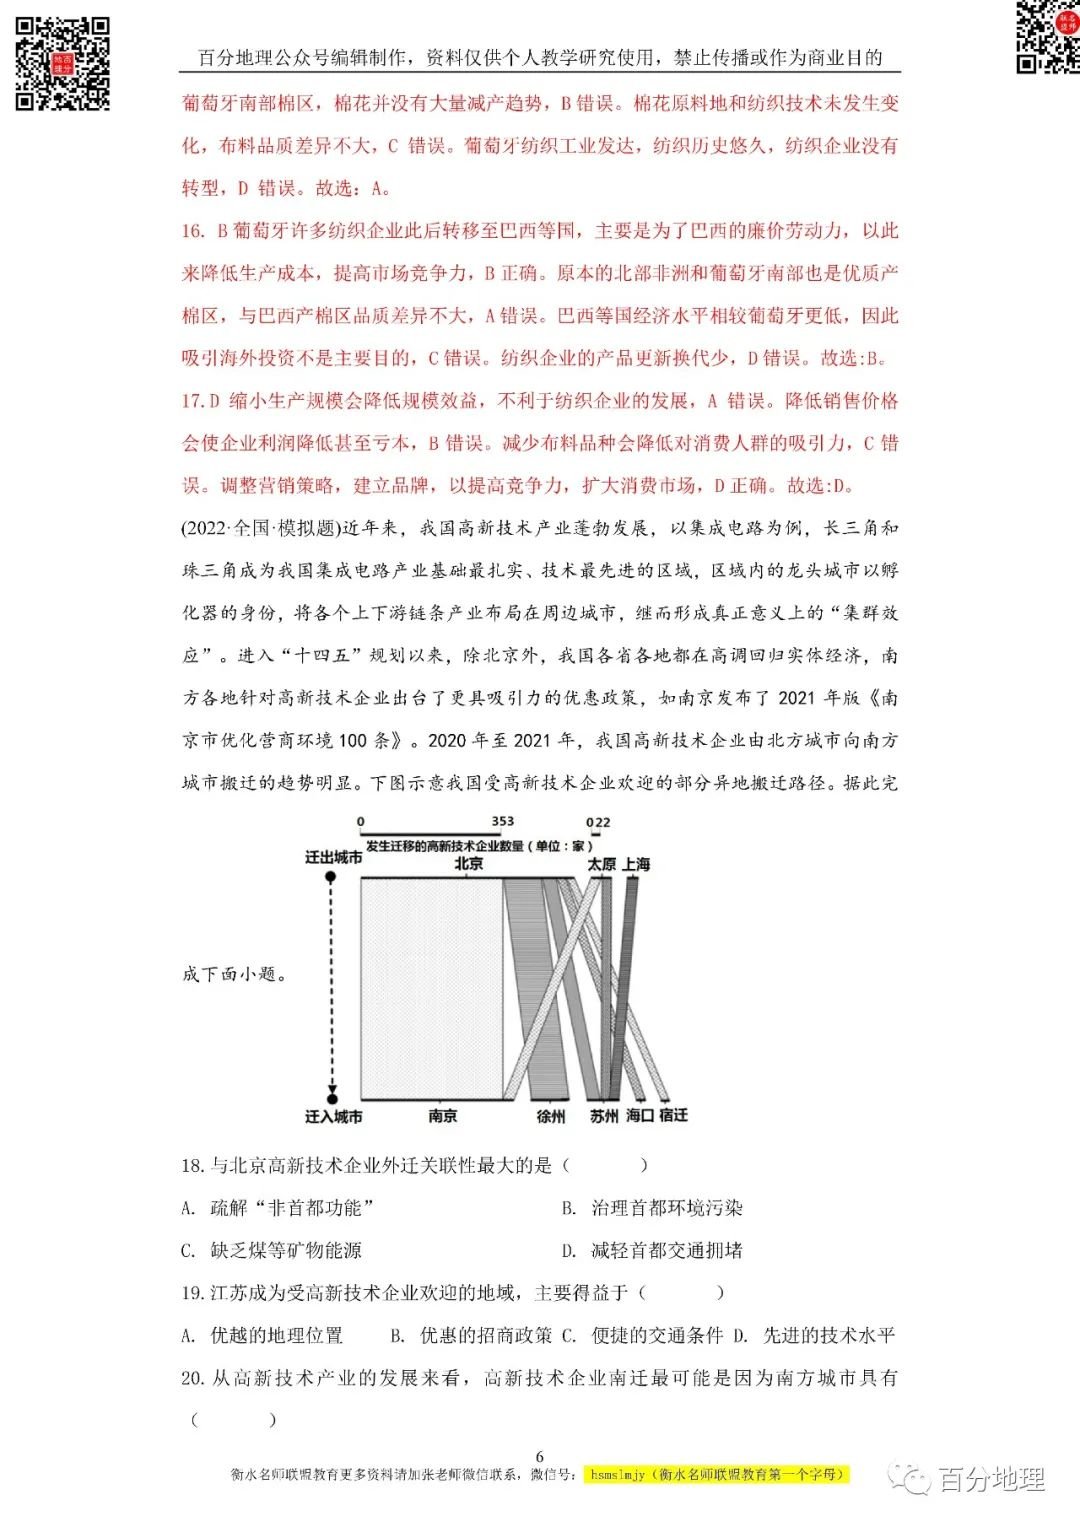 百分地理公众号编辑制作，资料仅供个人教学研究使用，禁止传播或作为商业目的
葡萄牙南部棉区，棉花并没有大量减产趋势，B 错误。棉花原料地和纺织技术未发生变
化，布料品质差异不大，C 错误。葡萄牙纺织工业发达，纺织历史悠久，纺织企业没有
转型，D 错误。故选：A。
16. B 葡萄牙许多纺织企业此后转移至巴西等国，主要是为了巴西的廉价劳动力，以此
来降低生产成本，提高市场竞争力，B 正确。原本的北部非洲和葡萄牙南部也是优质产
棉区，与巴西产棉区品质差异不大，A 错误。巴西等国经济水平相较葡萄牙更低，因此
吸引海外投资不是主要目的，C 错误。纺织企业的产品更新换代少，D 错误。故选:B。
17.D 缩小生产规模会降低规模效益，不利于纺织企业的发展，A 错误。降低销售价格
会使企业利润降低甚至亏本，B 错误。减少布料品种会降低对消费人群的吸引力，C 错
误。调整营销策略，建立品牌，以提高竞争力，扩大消费市场，D 正确。故选:D。
(2022·全国·模拟题)近年来，我国高新技术产业蓬勃发展，以集成电路为例，长三角和
珠三角成为我国集成电路产业基础最扎实、技术最先进的区域，区域内的龙头城市以孵
化器的身份，将各个上下游链条产业布局在周边城市，继而形成真正意义上的“集群效
应”。进入“十四五”规划以来，除北京外，我国各省各地都在高调回归实体经济，南
方各地针对高新技术企业出台了更具吸引力的优惠政策，如南京发布了 2021 年版《南
京市优化营商环境 100 条》。2020 年至 2021 年，我国高新技术企业由北方城市向南方
城市搬迁的趋势明显。下图示意我国受高新技术企业欢迎的部分异地搬迁路径。据此完
0 353 0 22
发生迁移的高新技术企业数量（单位：家）
迁出城市 北京 太原 上海
成下面小题。
迁入城市 南京 徐州 苏州 海口 宿迁
18. 与北京高新技术企业外迁关联性最大的是（ ）
A. 疏解“非首都功能” B. 治理首都环境污染
C. 缺乏煤等矿物能源 D. 减轻首都交通拥堵
19. 江苏成为受高新技术企业欢迎的地域，主要得益于（ ）
A. 优越的地理位置 B. 优惠的招商政策 C. 便捷的交通条件 D. 先进的技术水平
20. 从高新技术产业的发展来看，高新技术企业南迁最可能是因为南方城市具有
（ ）
6
衡水名师联盟教育更多资料请加张老师微信联系，微信号： hsmslmjy（衡水名师联盟教育第一个字母）
百分地理